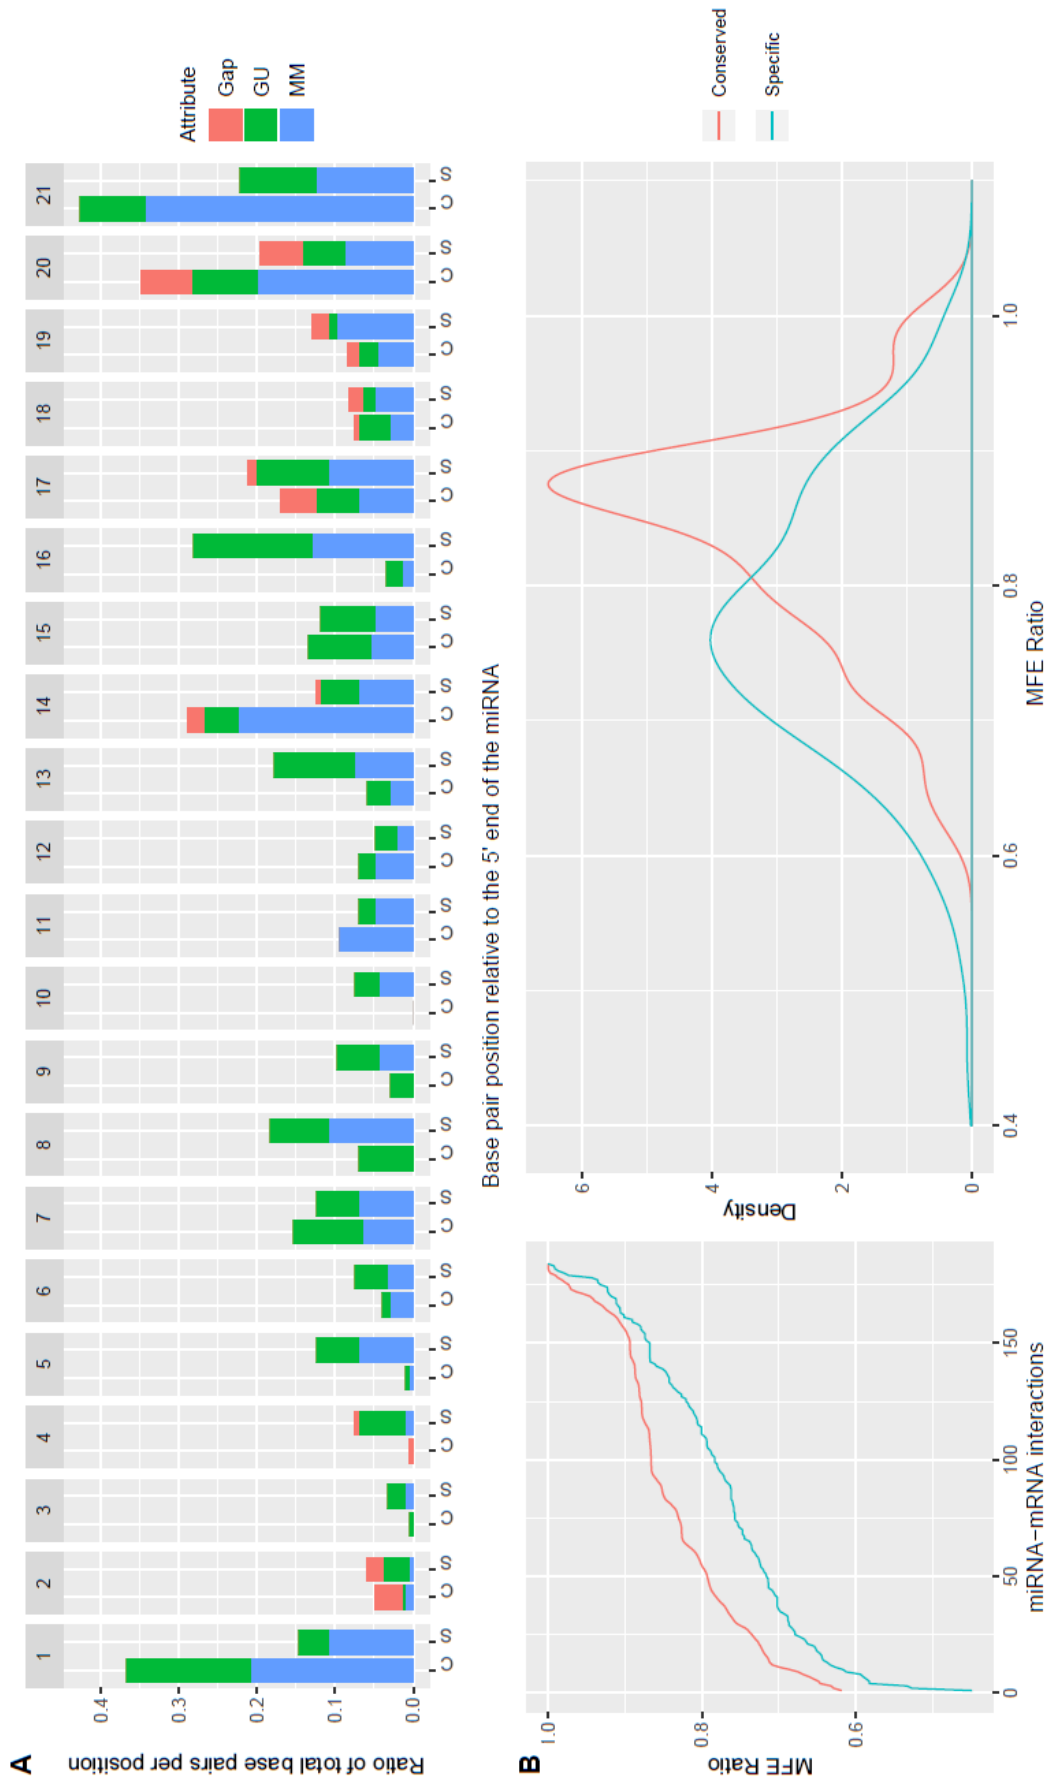 A
1 2 3 4 5 6 7 8 9 10 11 12 13 14 15 16 17 18 19 20 21
Ratio of total base pairs per position
0.4
0.3
0.2
0.1
0.0
C S C S C S C S C S C S C S C S C S C S C S C S C S C S C S C S C S C S C S C S C S
Base pair position relative to the 5' end of the miRNA
Attribute
Gap
GU
MM
B
MFE Ratio
1.0
0.8
0.6
0 50 100 150
miRNA−mRNA interactions
Density
6
4
2
0
0.4 0.6 0.8 1.0
MFE Ratio
Conserved
Specific